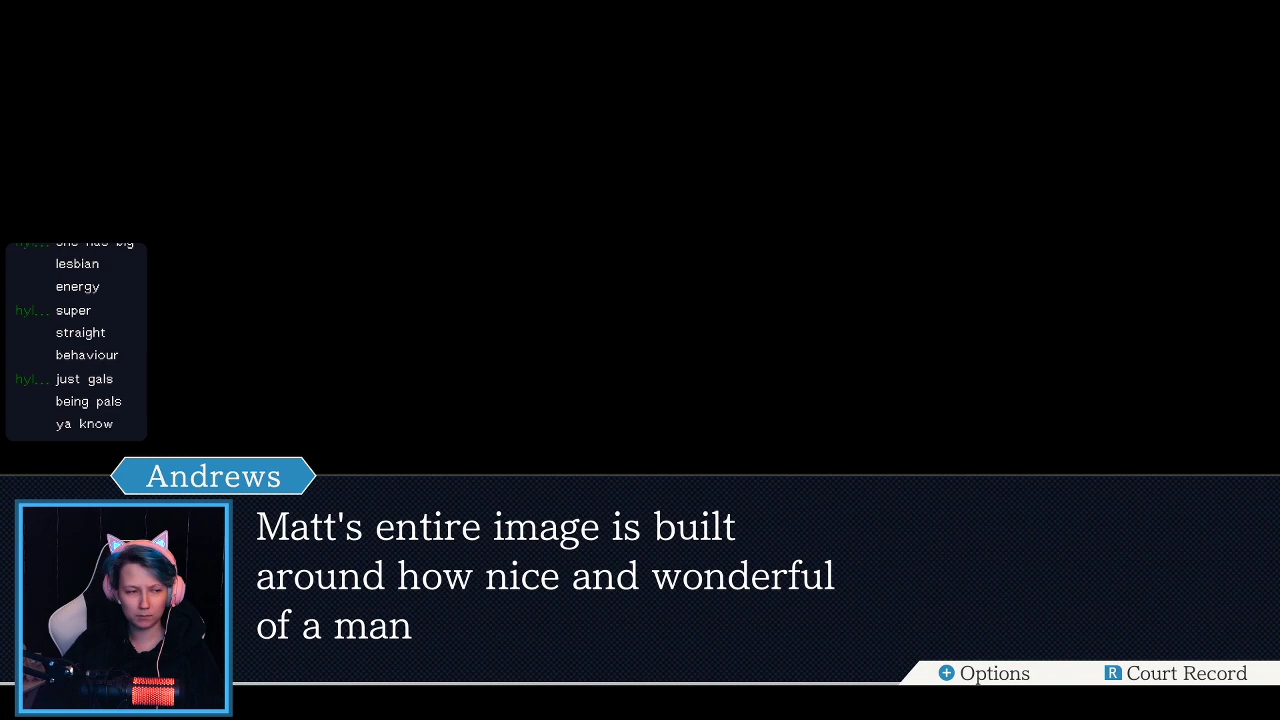 lesbian
energy
hyl... super
straight
behaviour
hyl... just gals
being pals
ya know
Andrews
Matt's entire image is built
around how nice and wonderful
of a man
+ Options
R Court Record